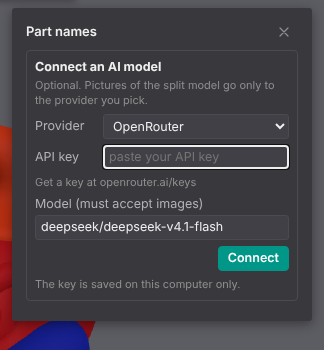 Part names
Connect an AI model
Optional. Pictures of the split model go only to
the provider you pick.
Provider
OpenRouter
API key
paste your API key
Get a key at openrouter.ai/keys
Model (must accept images)
deepseek/deepseek-v4.1-flash
Connect
The key is saved on this computer only.